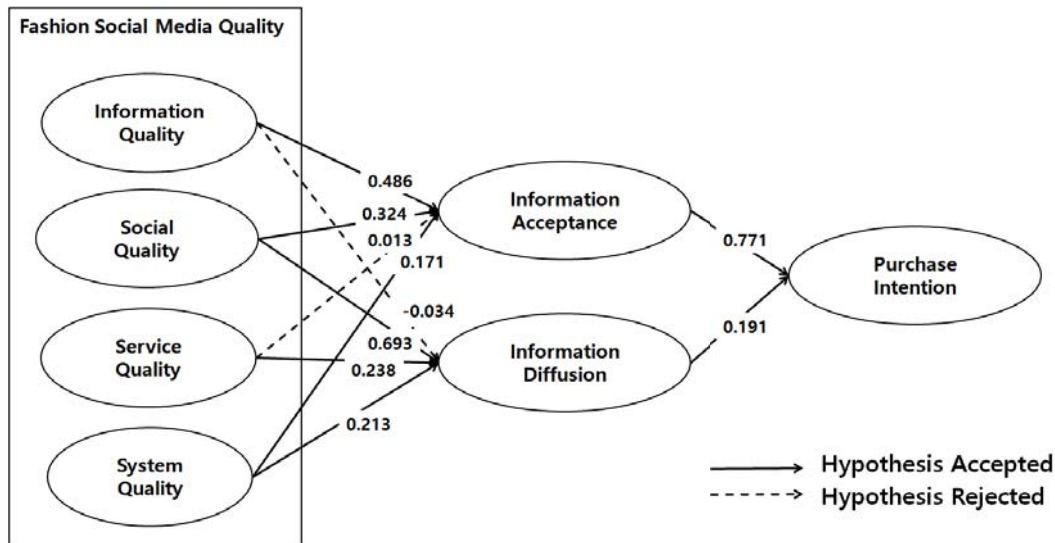 Fashion Social Media Quality
Information
Quality
Social
Quality
Service
Quality
System
Quality
0.486
0.324
0.013
0.171
-0.034
0.693
0.238
0.213
Information
Acceptance
Information
Diffusion
0.771
0.191
Purchase
Intention
Hypothesis Accepted
Hypothesis Rejected